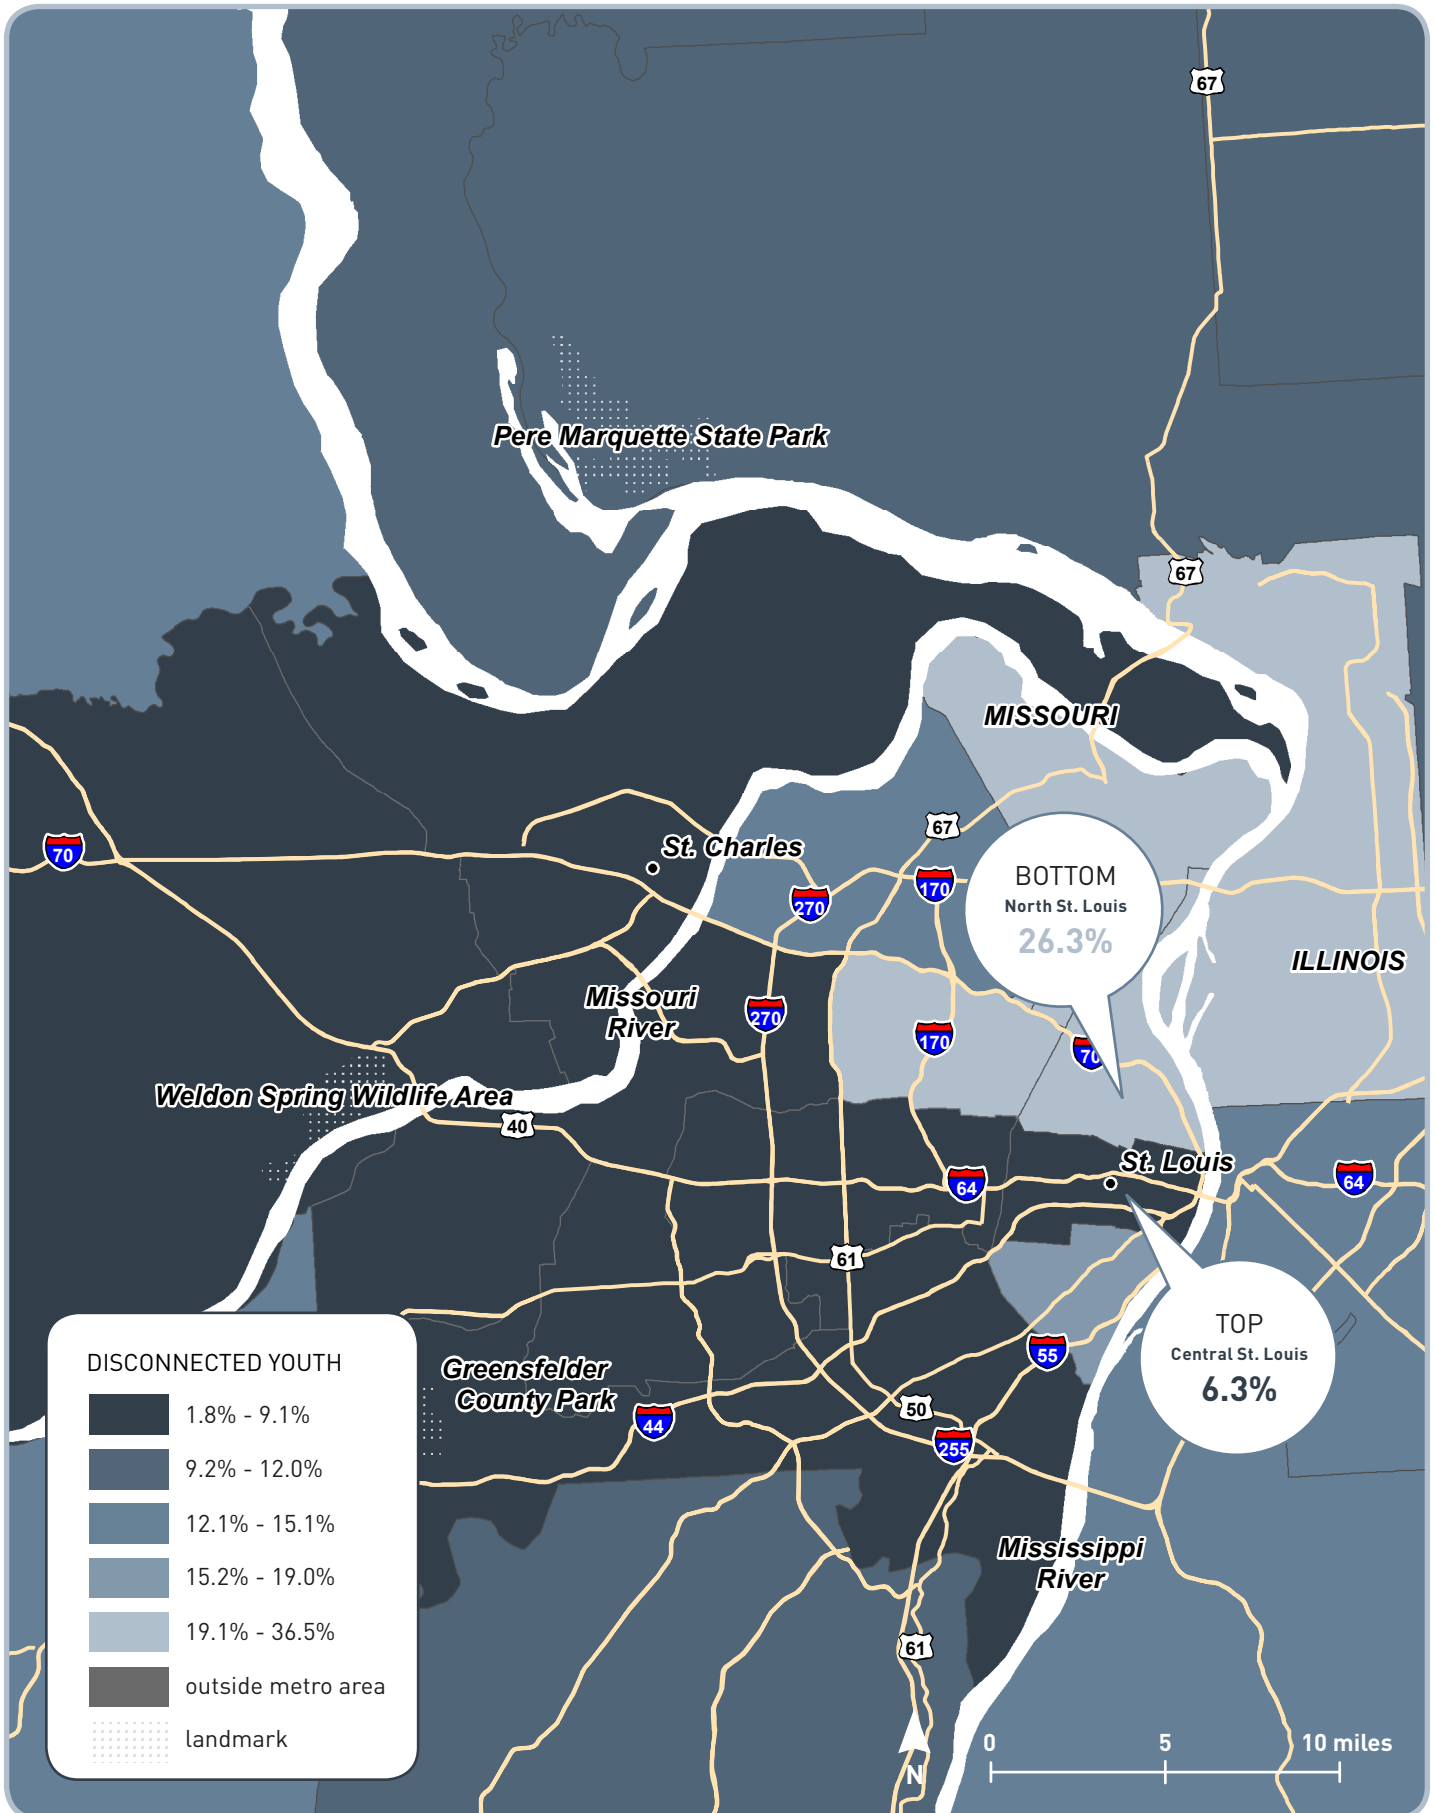 67
Pere Marquette State Park
67
MISSOURI
67
St. Charles
70
270
170
BOTTOM
North St. Louis
26.3%
ILLINOIS
Missouri
River
270
170
70
Weldon Spring Wildlife Area
40
St. Louis
64
64
61
TOP
Central St. Louis
6.3%
55
Greensfelder
County Park
44
50
255
Mississippi
River
61
DISCONNECTED YOUTH
1.8% - 9.1%
9.2% - 12.0%
12.1% - 15.1%
15.2% - 19.0%
19.1% - 36.5%
outside metro area
landmark
N
0 5 10 miles